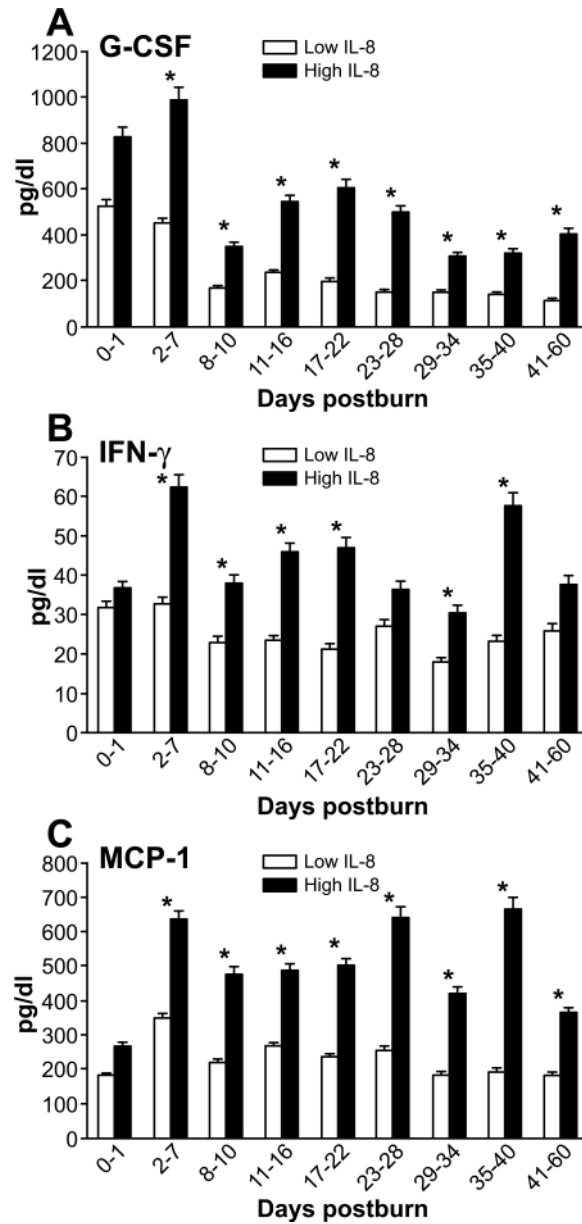 A
G-CSF
Low IL-8
High IL-8
1200
1000
800
600
400
200
0
pg/dl
* * * * * * * *
0-1 2-7 8-10 11-16 17-22 23-28 29-34 35-40 41-60
Days postburn
B
IFN-γ
Low IL-8
High IL-8
70
60
50
40
30
20
10
0
pg/dl
* * * * * *
0-1 2-7 8-10 11-16 17-22 23-28 29-34 35-40 41-60
Days postburn
C
MCP-1
Low IL-8
High IL-8
800
700
600
500
400
300
200
100
0
pg/dl
* * * * * * * *
0-1 2-7 8-10 11-16 17-22 23-28 29-34 35-40 41-60
Days postburn